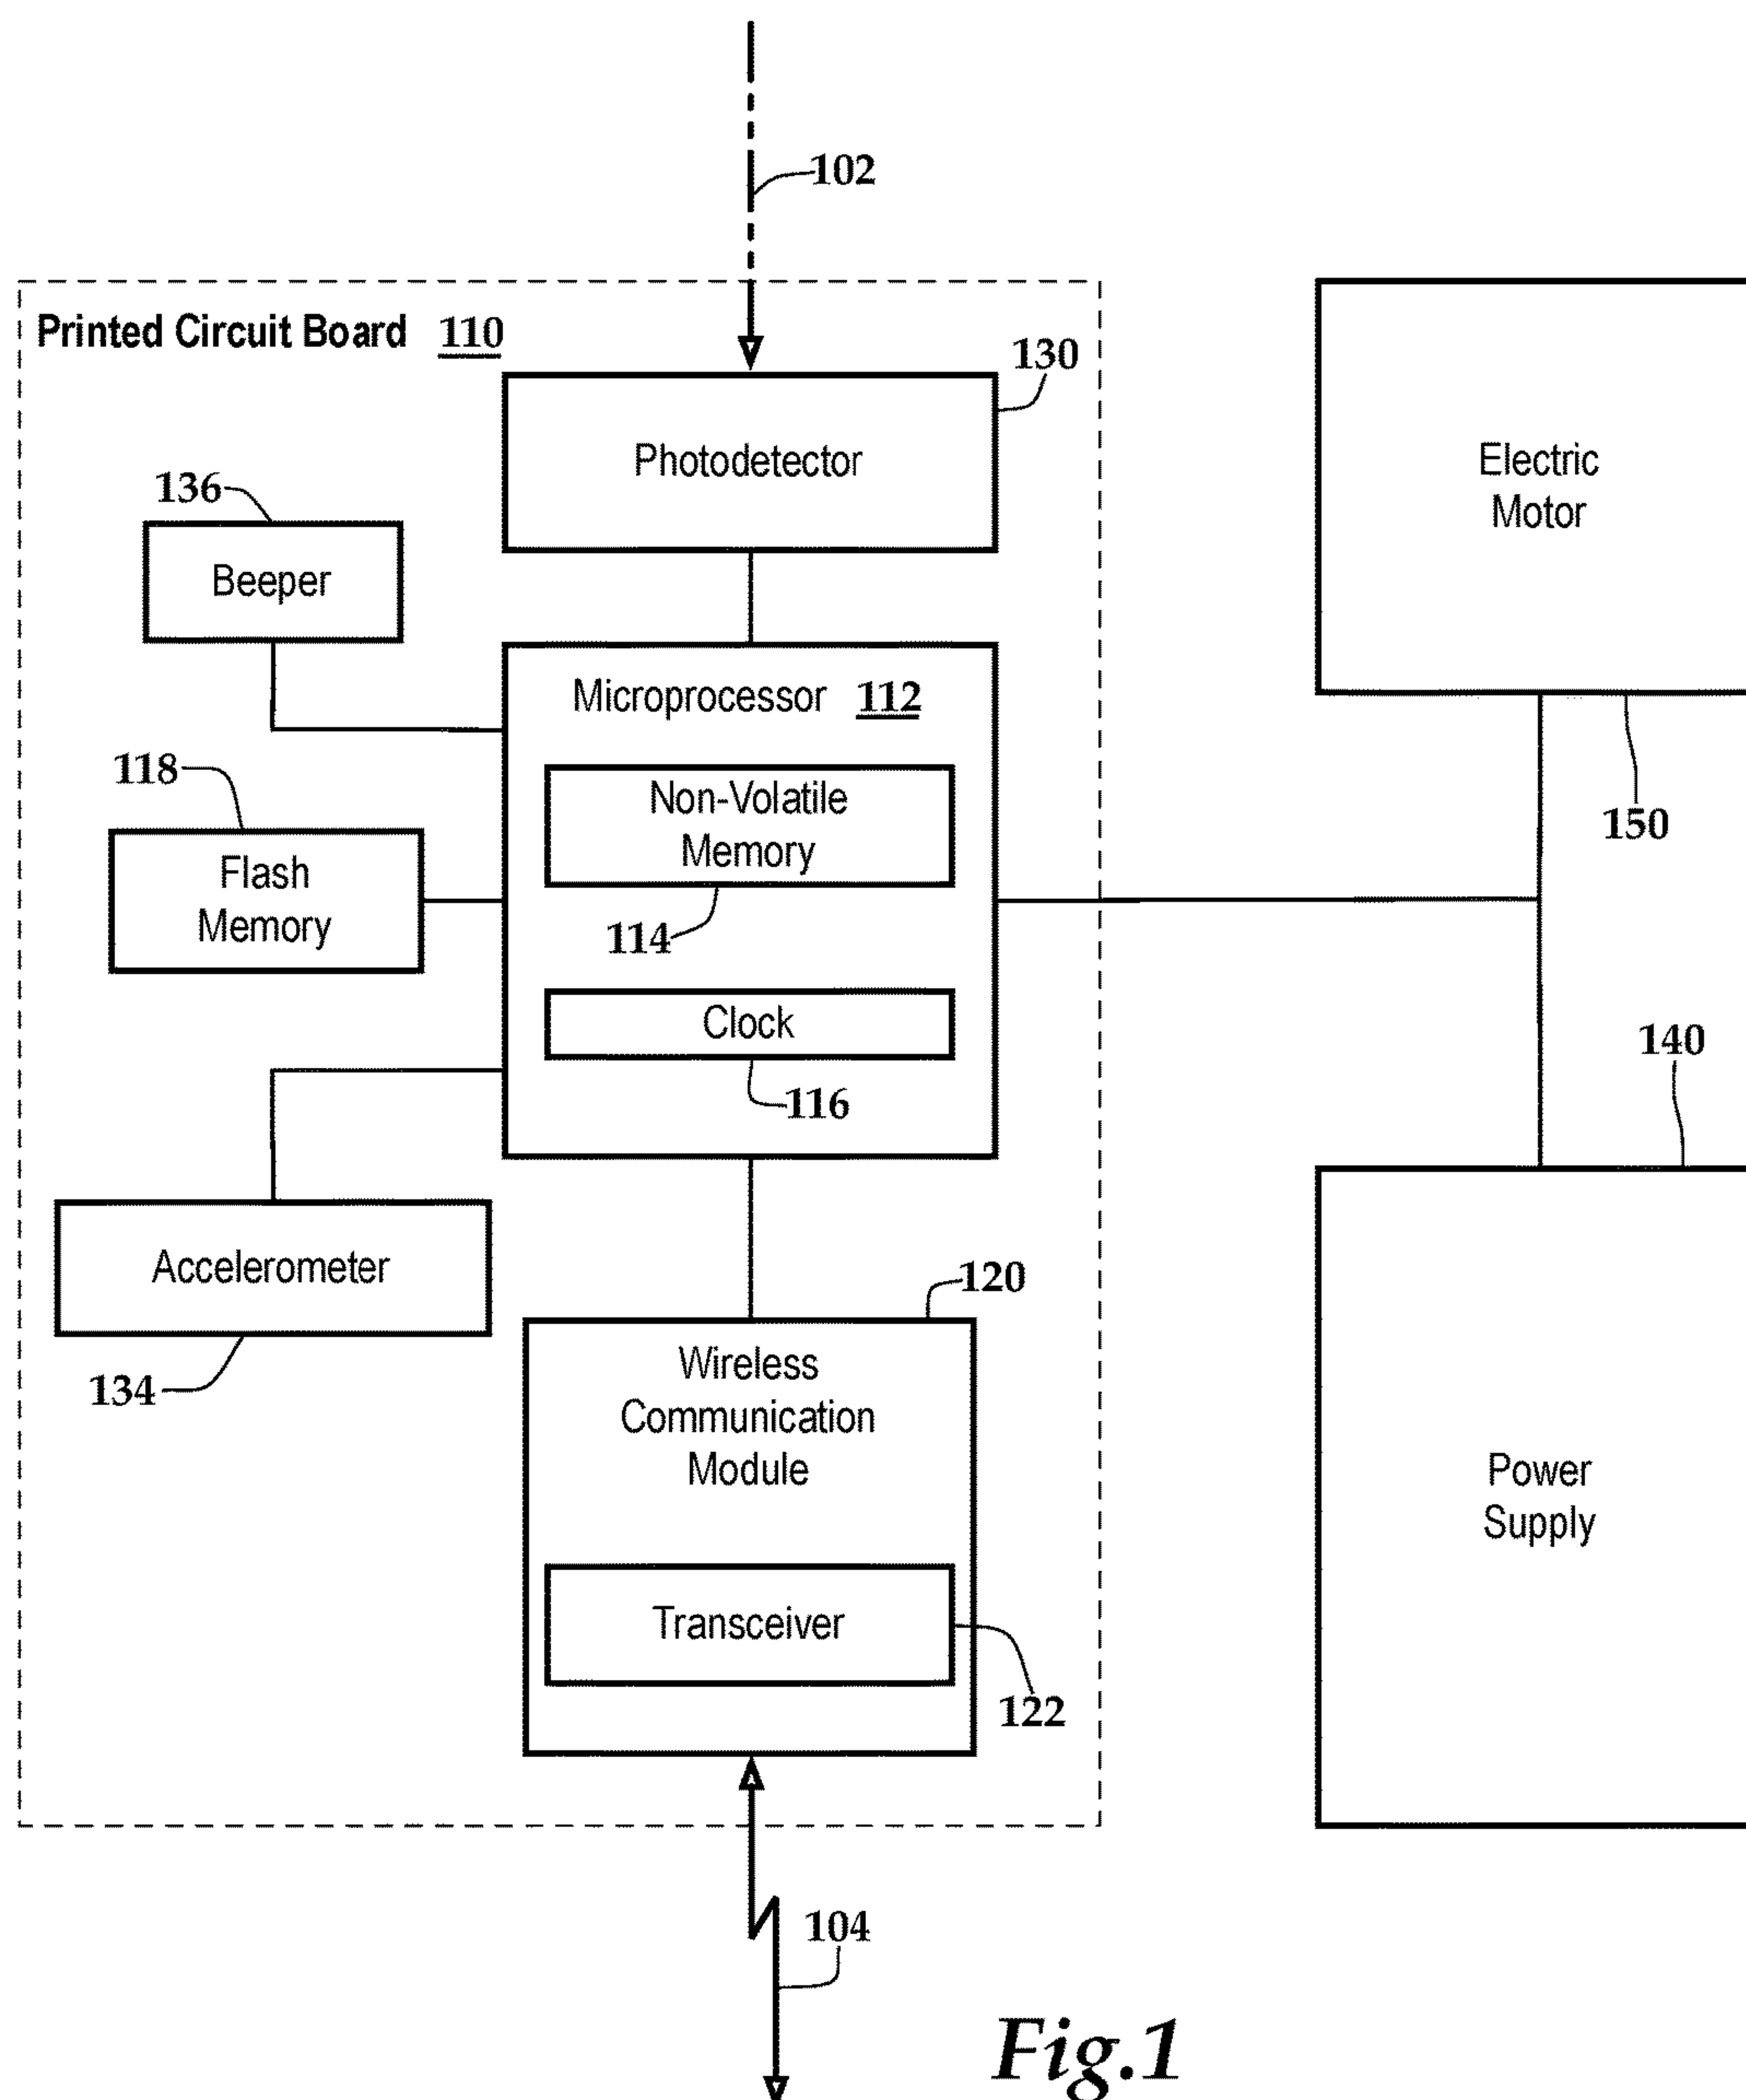 102
Printed Circuit Board 110
130
Photodetector
Electric
Motor
136
Beeper
Microprocessor 112
118
Non-Volatile
Memory
150
Flash
Memory
114
Clock
140
116
Accelerometer
120
134
Wireless
Communication
Module
Power
Supply
Transceiver
122
104
Fig.1